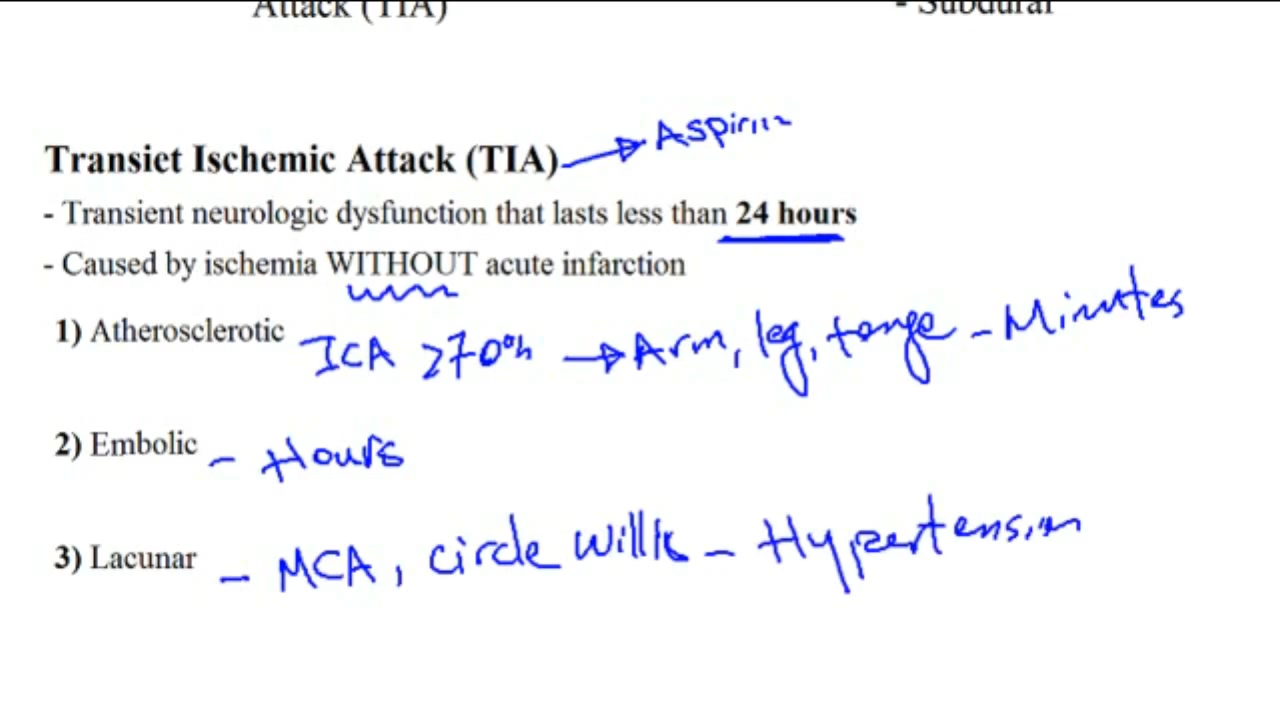 Attack (TIA) - Subdural
Transiet Ischemic Attack (TIA) → Aspirin
- Transient neurologic dysfunction that lasts less than 24 hours
- Caused by ischemia WITHOUT acute infarction
1) Atherosclerotic ICA >70% → Arm, leg, tonge - Minutes
2) Embolic - Hours
3) Lacunar - MCA, circle Willis - Hypertension